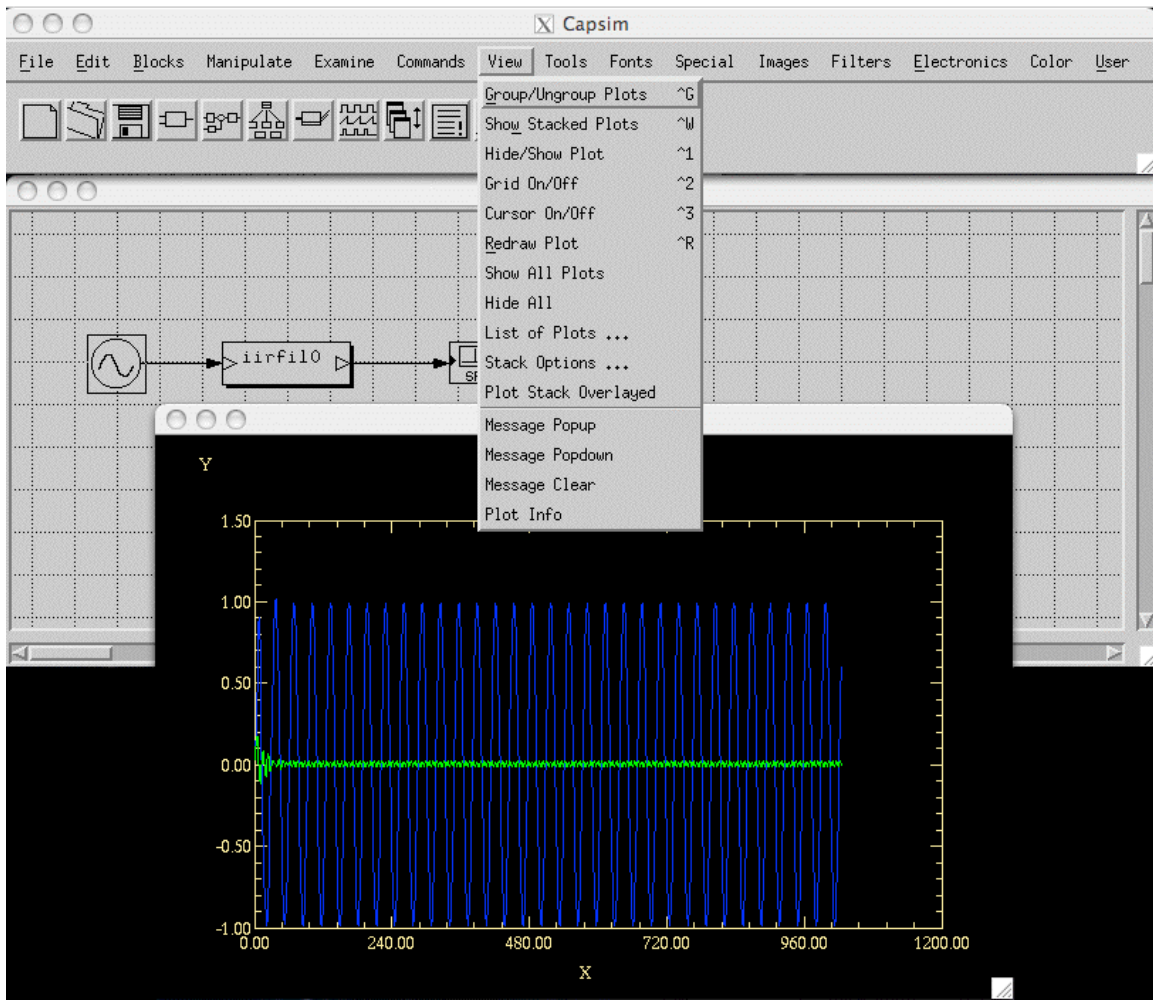 X Capsim
File Edit Blocks Manipulate Examine Commands View Tools Fonts Special Images Filters Electronics Color User
Group/Ungroup Plots ^G
Show Stacked Plots ^W
Hide/Show Plot ^1
Grid On/Off ^2
Cursor On/Off ^3
Redraw Plot ^R
Show All Plots
Hide All
List of Plots ...
Stack Options ...
Plot Stack Overlayed
Message Popup
Message Popdown
Message Clear
Plot Info
iirfil0
Y
1.50
1.00
0.50
0.00
-0.50
-1.00
0.00 240.00 480.00 720.00 960.00 1200.00
X